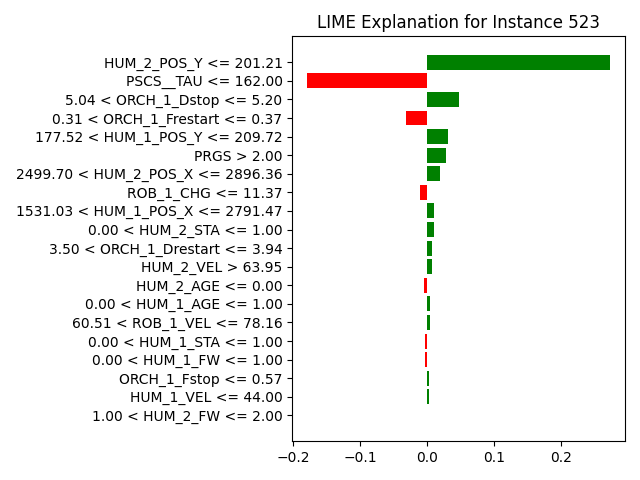 LIME Explanation for Instance 523
HUM_2_POS_Y <= 201.21
PSCS__TAU <= 162.00
5.04 < ORCH_1_Dstop <= 5.20
0.31 < ORCH_1_Frestart <= 0.37
177.52 < HUM_1_POS_Y <= 209.72
PRGS > 2.00
2499.70 < HUM_2_POS_X <= 2896.36
ROB_1_CHG <= 11.37
1531.03 < HUM_1_POS_X <= 2791.47
0.00 < HUM_2_STA <= 1.00
3.50 < ORCH_1_Drestart <= 3.94
HUM_2_VEL > 63.95
HUM_2_AGE <= 0.00
0.00 < HUM_1_AGE <= 1.00
60.51 < ROB_1_VEL <= 78.16
0.00 < HUM_1_STA <= 1.00
0.00 < HUM_1_FW <= 1.00
ORCH_1_Fstop <= 0.57
HUM_1_VEL <= 44.00
1.00 < HUM_2_FW <= 2.00
−0.2 −0.1 0.0 0.1 0.2